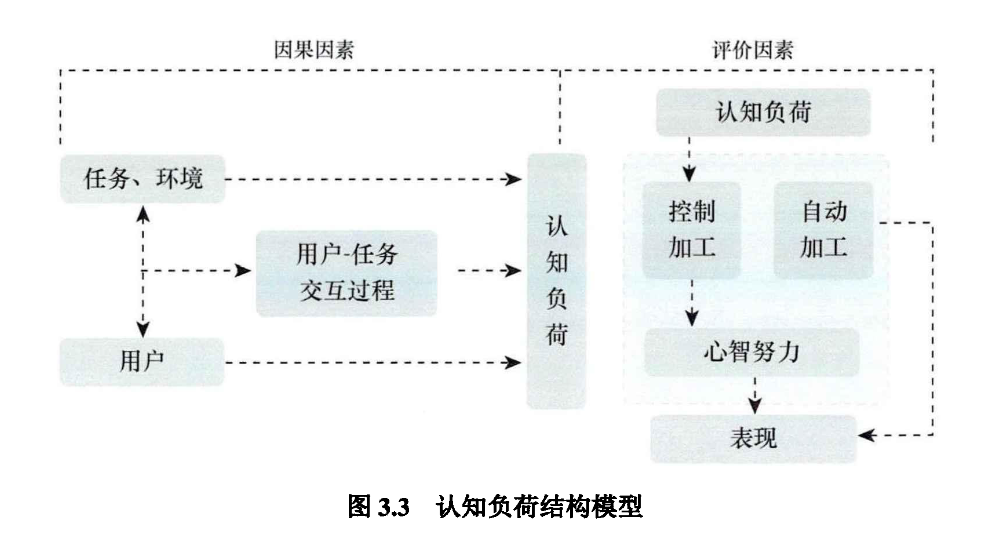 因果因素
评价因素
任务、环境
用户-任务
交互过程
用户
认
知
负
荷
认知负荷
控制
加工
自动
加工
心智努力
表现
图 3.3 认知负荷结构模型